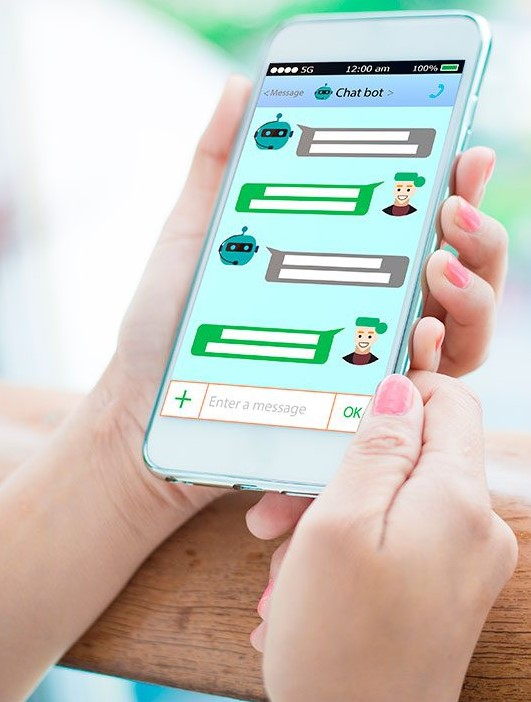 5G 12:00 am 100%
<Message Chat bot >
Enter a message OK